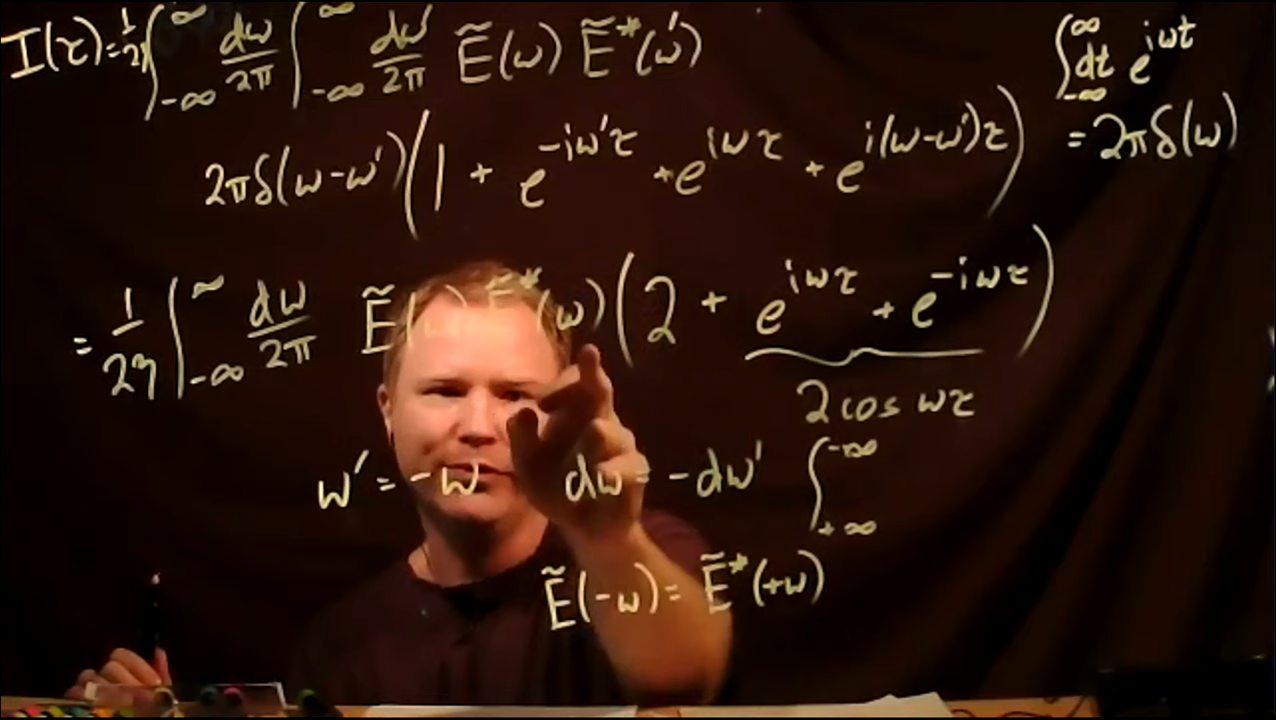 I(τ)=1/2η ∫_{-∞}^{∞} dω/2π ∫_{-∞}^{∞} dω'/2π Ẽ(ω) Ẽ*(ω')
2πδ(ω-ω')(1 + e^{-iω'τ} + e^{iωτ} + e^{i(ω-ω')τ})
= 1/2η ∫_{-∞}^{∞} dω/2π Ẽ(ω) Ẽ*(ω)(2 + e^{iωτ} + e^{-iωτ})
2 cos ωτ
ω' = -ω dω = -dω' ∫_{+∞}^{-∞}
Ẽ(-ω) = Ẽ*(+ω)
∫_{-∞}^{∞} dt e^{iωt}
= 2πδ(ω)